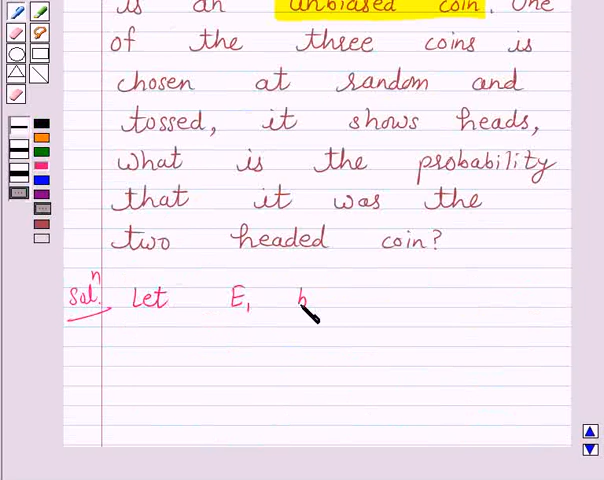 is an unbiased coin. One
of the three coins is
chosen at random and
tossed, it shows heads,
what is the probability
that it was the
two headed coin?
Solⁿ. Let E₁